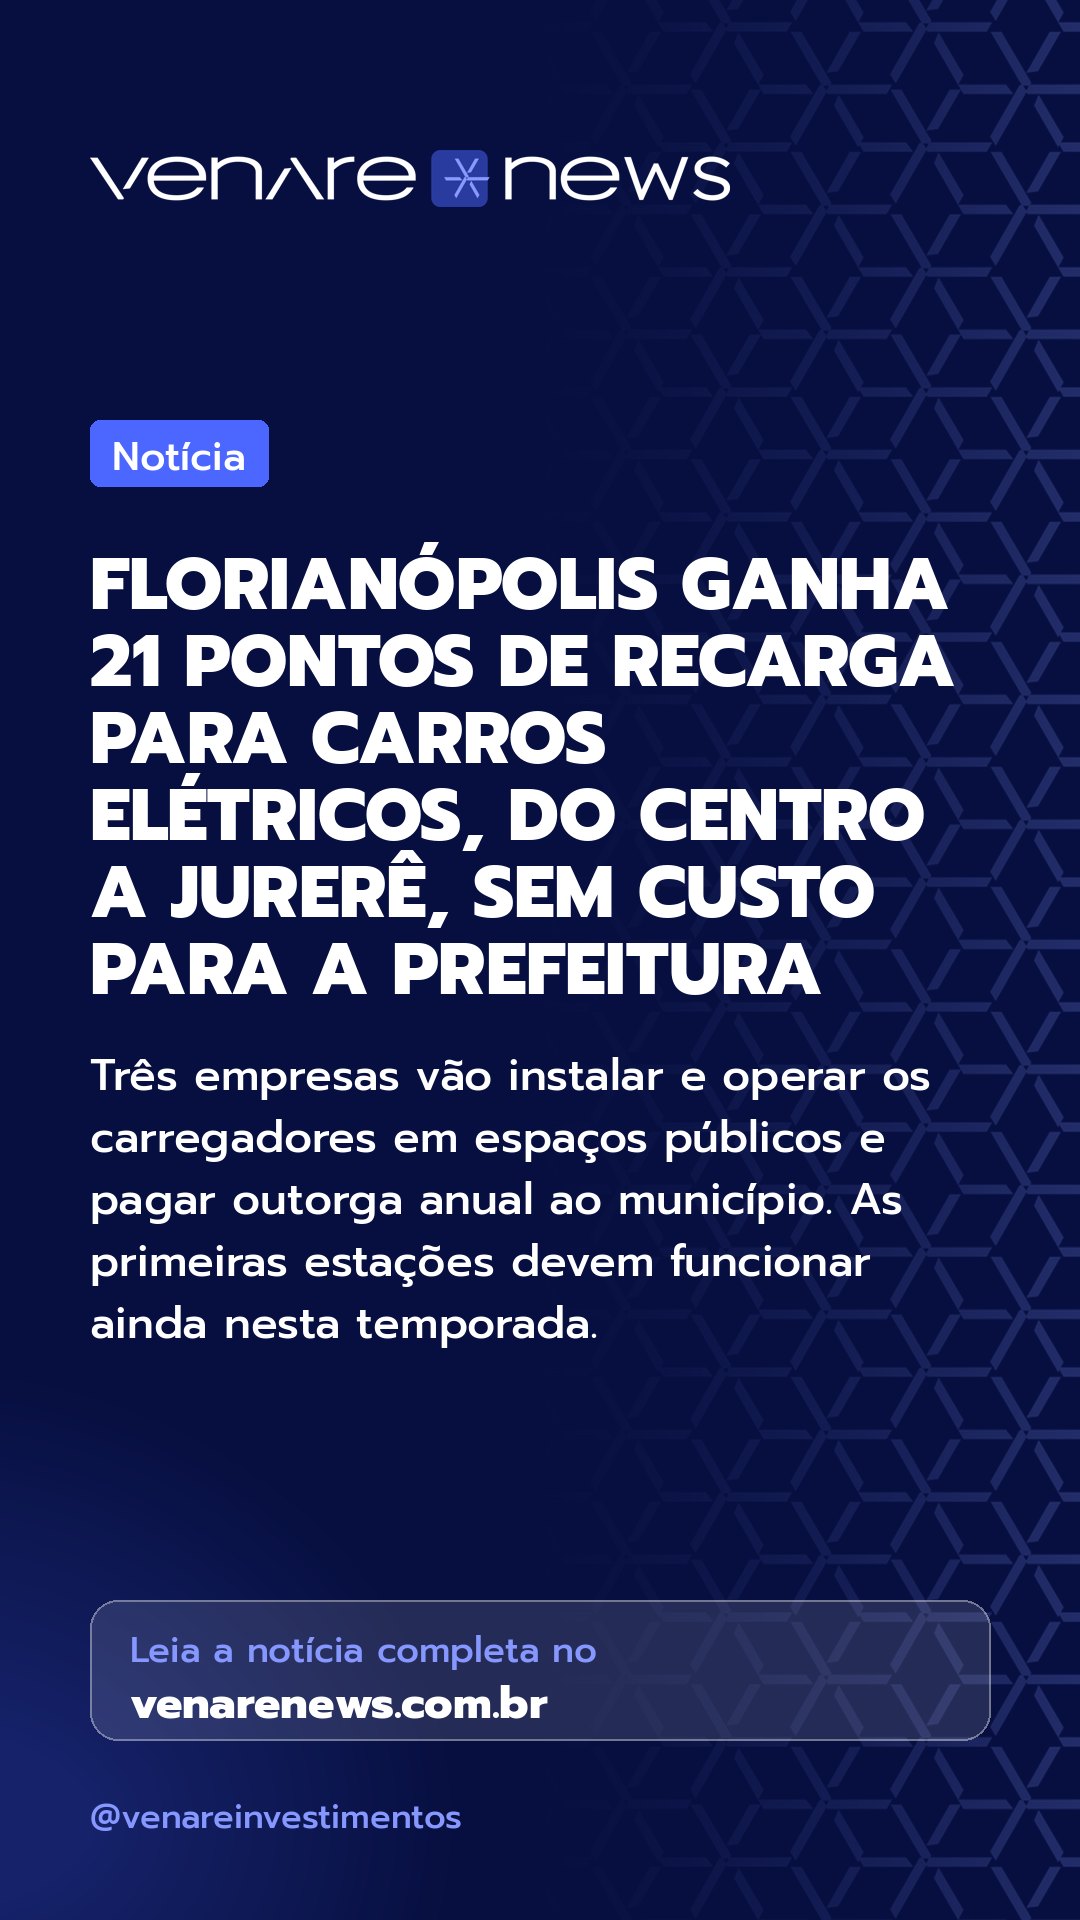 venare news
Notícia
FLORIANÓPOLIS GANHA
21 PONTOS DE RECARGA
PARA CARROS
ELÉTRICOS, DO CENTRO
A JURERÊ, SEM CUSTO
PARA A PREFEITURA
Três empresas vão instalar e operar os
carregadores em espaços públicos e
pagar outorga anual ao município. As
primeiras estações devem funcionar
ainda nesta temporada.
Leia a notícia completa no
venarenews.com.br
@venareinvestimentos